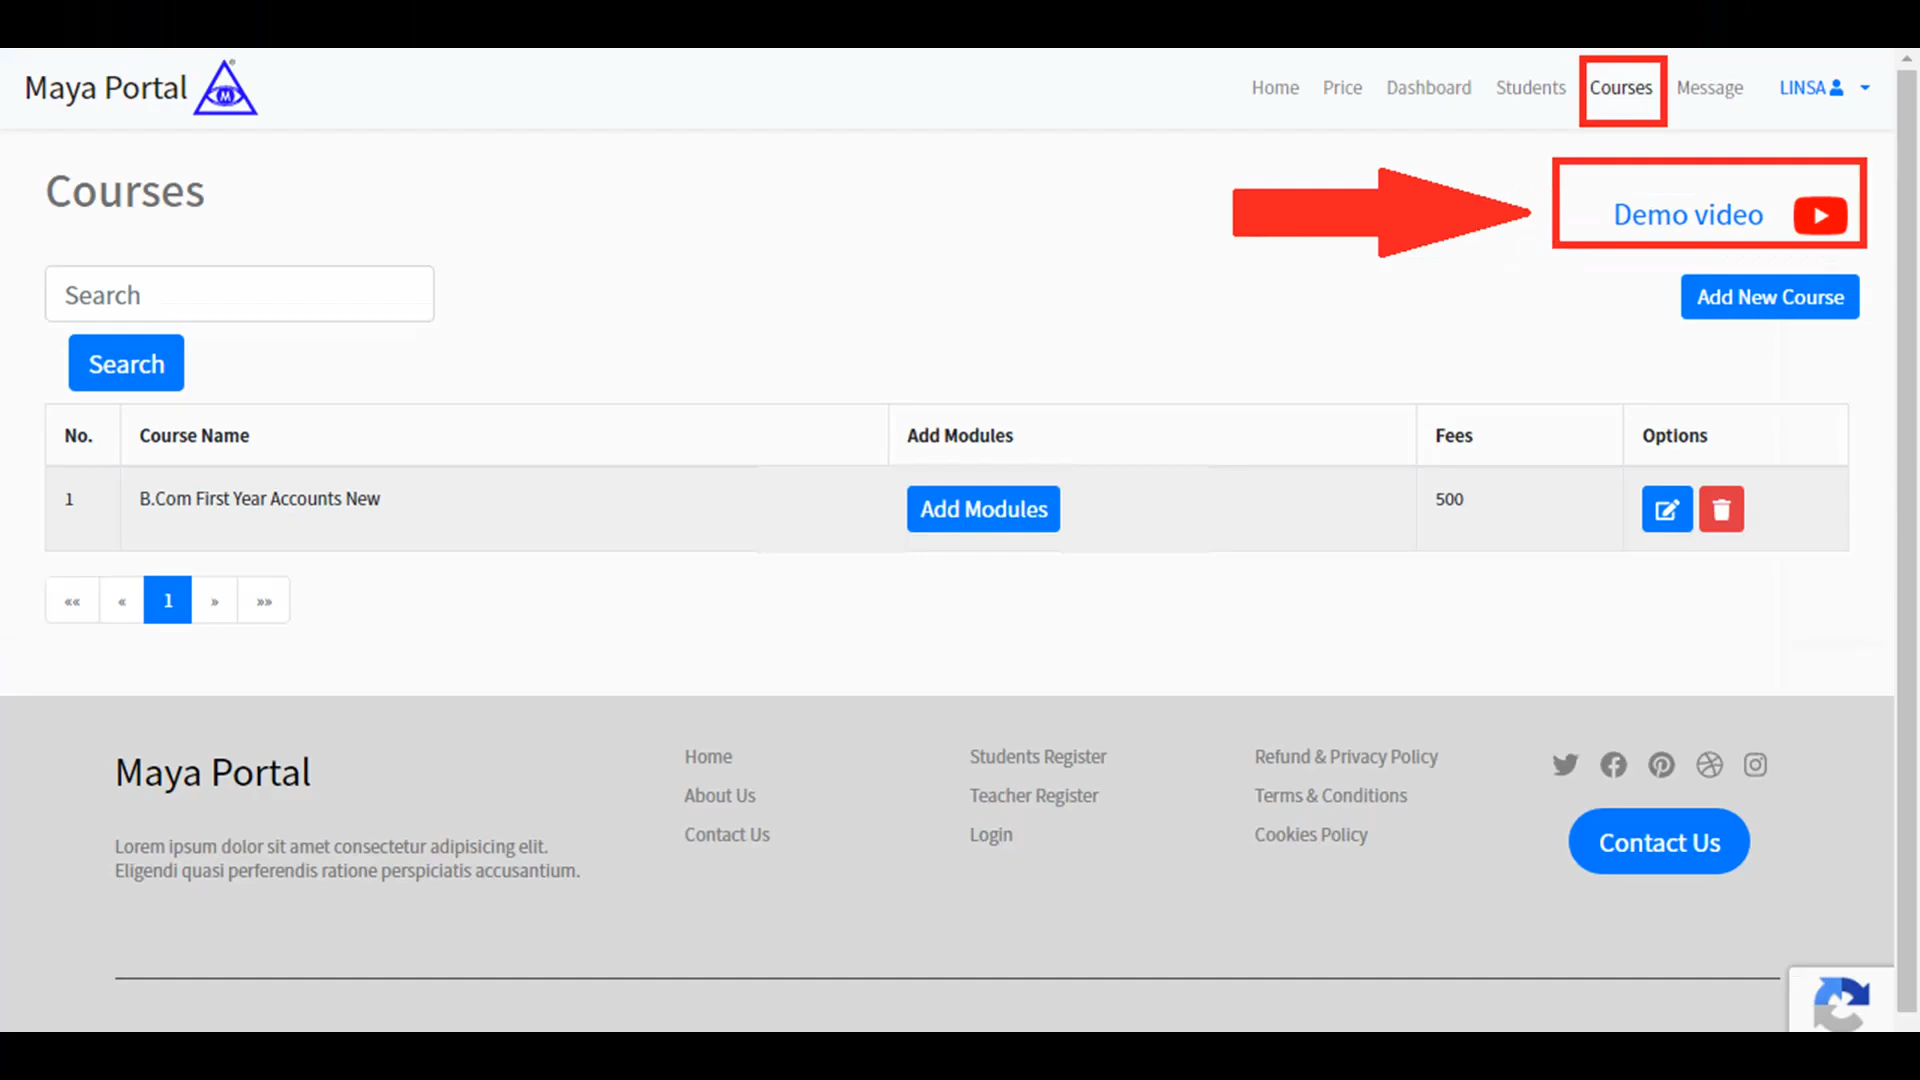 Maya Portal
M
Home Price Dashboard Students Courses Message LINSA
Courses
Demo video
Search
Add New Course
Search
No. Course Name Add Modules Fees Options
1 B.Com First Year Accounts New Add Modules 500
«« « 1 » »»
Maya Portal
Lorem ipsum dolor sit amet consectetur adipisicing elit.
Eligendi quasi perferendis ratione perspiciatis accusantium.
Home
About Us
Contact Us
Students Register
Teacher Register
Login
Refund & Privacy Policy
Terms & Conditions
Cookies Policy
Contact Us